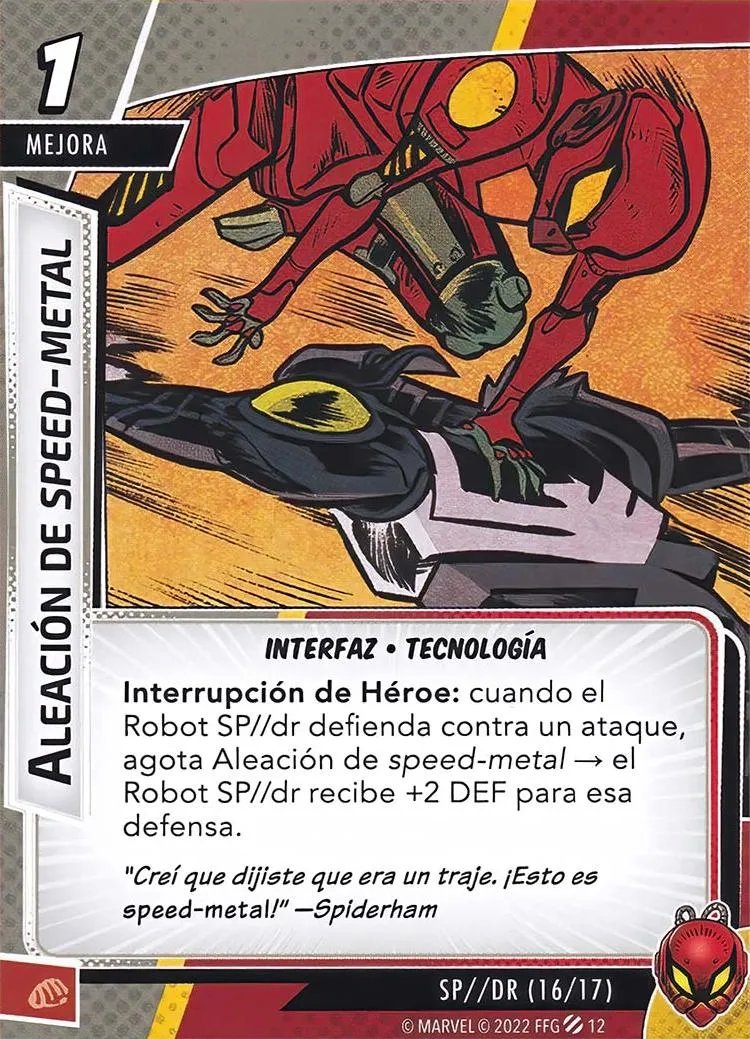 1
MEJORA
ALEACIÓN DE SPEED-METAL
INTERFAZ • TECNOLOGÍA
Interrupción de Héroe: cuando el
Robot SP//dr defienda contra un ataque,
agota Aleación de speed-metal → el
Robot SP//dr recibe +2 DEF para esa
defensa.
"Creí que dijiste que era un traje. ¡Esto es
speed-metal!" —Spiderham
SP//DR (16/17)
© MARVEL © 2022 FFG 12